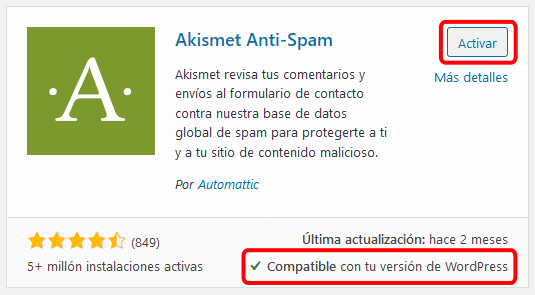 ·A·
Akismet Anti-Spam
Activar
Más detalles
Akismet revisa tus comentarios y
envíos al formulario de contacto
contra nuestra base de datos
global de spam para protegerte a ti
y a tu sitio de contenido malicioso.
Por Automattic
(849)
Última actualización: hace 2 meses
5+ millón instalaciones activas
Compatible con tu versión de WordPress